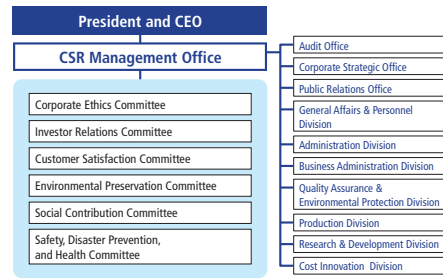 President and CEO
CSR Management Office
Corporate Ethics Committee
Investor Relations Committee
Customer Satisfaction Committee
Environmental Preservation Committee
Social Contribution Committee
Safety, Disaster Prevention,
and Health Committee
Audit Office
Corporate Strategic Office
Public Relations Office
General Affairs & Personnel
Division
Administration Division
Business Administration Division
Quality Assurance &
Environmental Protection Division
Production Division
Research & Development Division
Cost Innovation Division